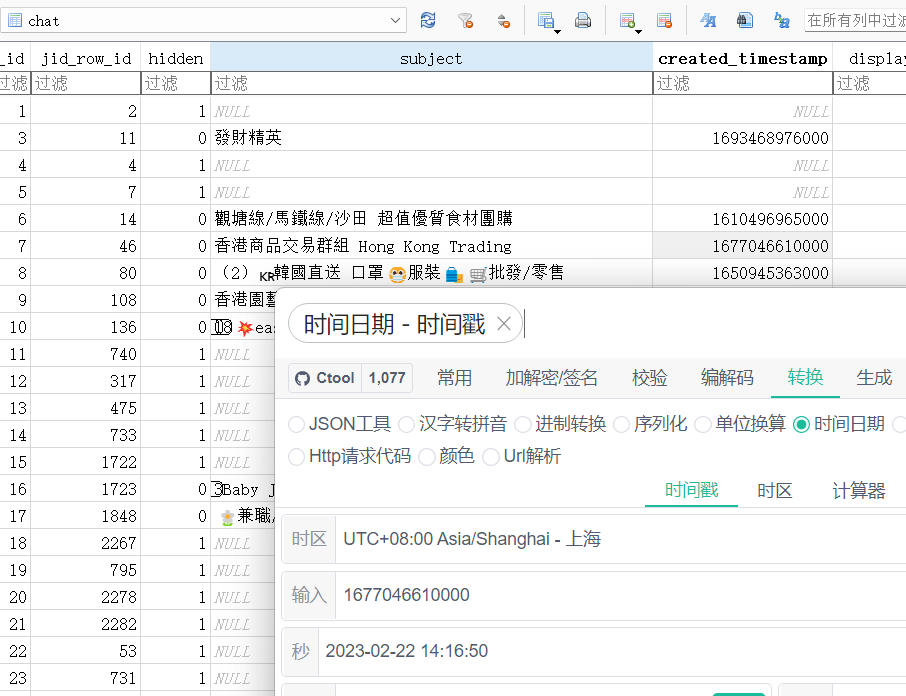 chat 在所有列中过滤
_id jid_row_id hidden subject created_timestamp display
过滤 过滤 过滤 过滤 过滤 过滤
1 2 1 NULL NULL
3 11 0 發財精英 1693468976000
4 4 1 NULL NULL
5 7 1 NULL NULL
6 14 0 觀塘線/馬鐵線/沙田 超值優質食材團購 1610496965000
7 46 0 香港商品交易群組 Hong Kong Trading 1677046610000
8 80 0 （2）KR韓國直送 口罩😷服裝🛍️🛒批發/零售 1650945363000
9 108 0 香港園藝
10 136 0 08 💥eas
11 740 1 NULL
12 317 1 NULL
13 475 1 NULL
14 733 1 NULL
15 1722 1 NULL
16 1723 0 3Baby J
17 1848 0 🌼兼職/
18 2267 1 NULL
19 795 1 NULL
20 2278 1 NULL
21 2282 1 NULL
22 53 1 NULL
23 731 1 NULL
时间日期 - 时间戳
Ctool 1,077 常用 加解密/签名 校验 编解码 转换 生成
JSON工具 汉字转拼音 进制转换 序列化 单位换算 时间日期
Http请求代码 颜色 Url解析
时间戳 时区 计算器
时区 UTC+08:00 Asia/Shanghai - 上海
输入 1677046610000
秒 2023-02-22 14:16:50